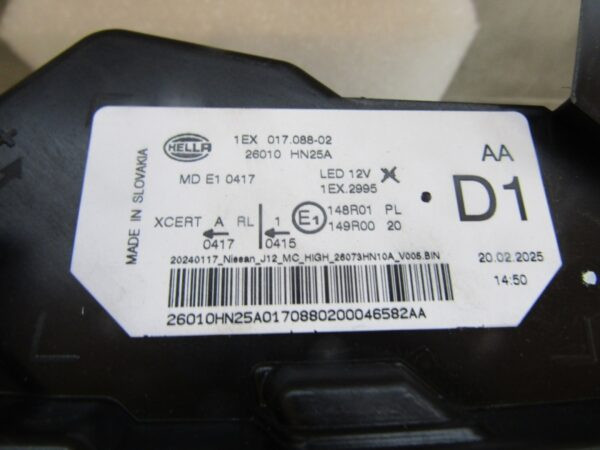 HELLA
1EX 017.088-02
26010 HN25A
AA
MD E1 0417
LED 12V
1EX.2995
D1
MADE IN SLOVAKIA
XCERT A RL 1 E1 148R01 PL
0417 0415 149R00 20
20240117_Nissan_J12_MC_HIGH_26073HN10A_V005.BIN
20.02.2025
14:50
26010HN25A0170880200046582AA